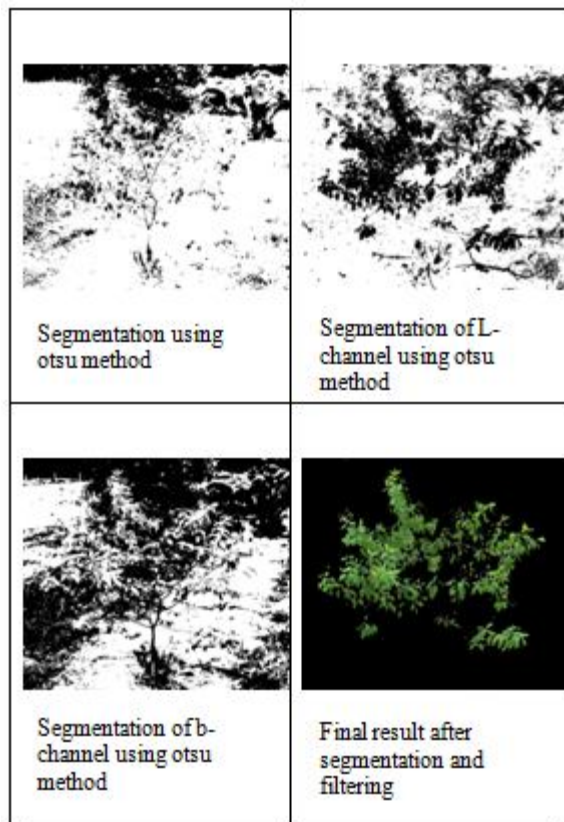 Segmentation using
otsu method
Segmentation of L-
channel using otsu
method
Segmentation of b-
channel using otsu
method
Final result after
segmentation and
filtering